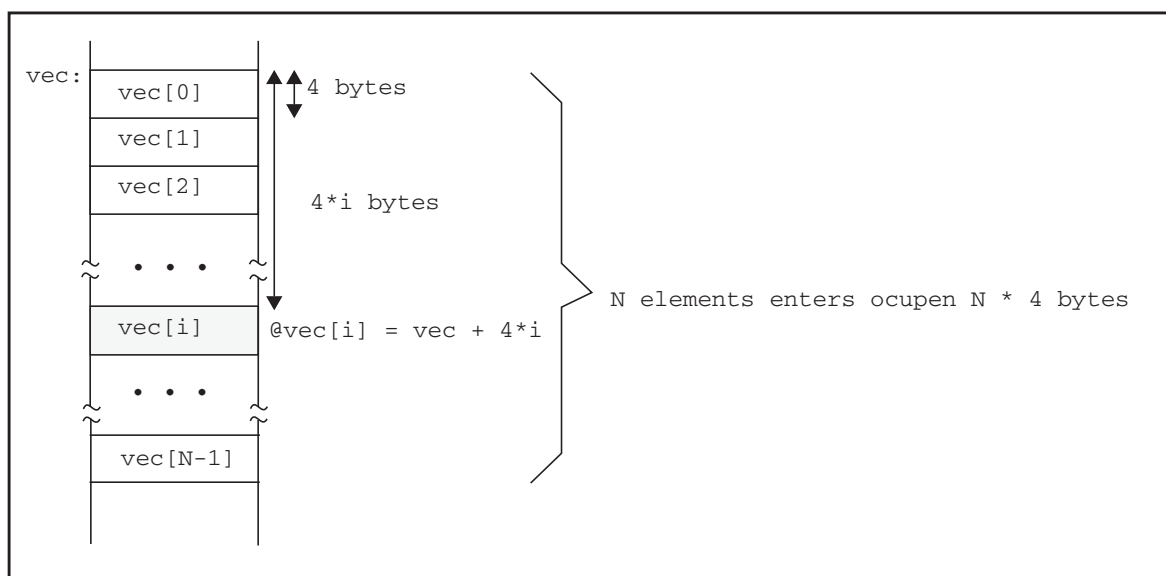 vec:
vec[0]
4 bytes
vec[1]
vec[2]
4*i bytes
• • •
N elements enters ocupen N * 4 bytes
vec[i]
@vec[i] = vec + 4*i
• • •
vec[N-1]